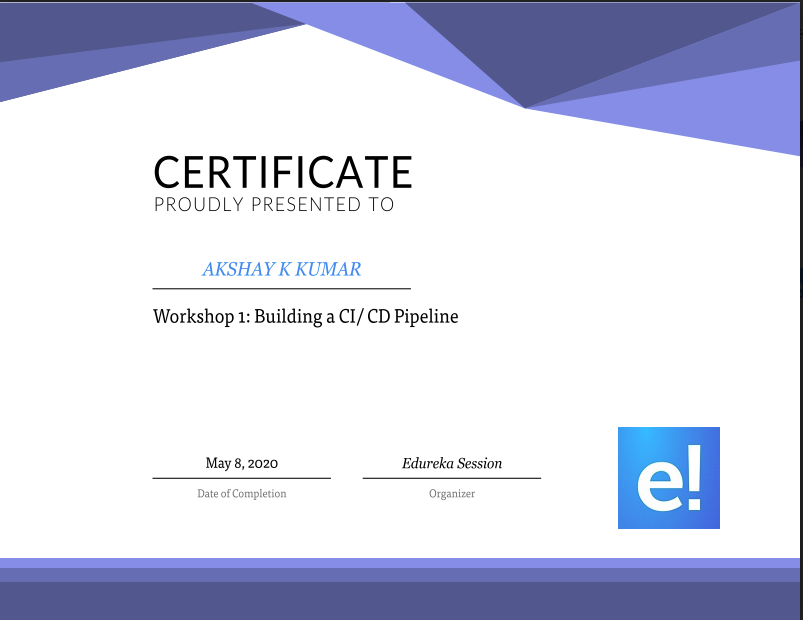 CERTIFICATE
PROUDLY PRESENTED TO
AKSHAY K KUMAR
Workshop 1: Building a CI/ CD Pipeline
May 8, 2020
Edureka Session
Date of Completion
Organizer
e!